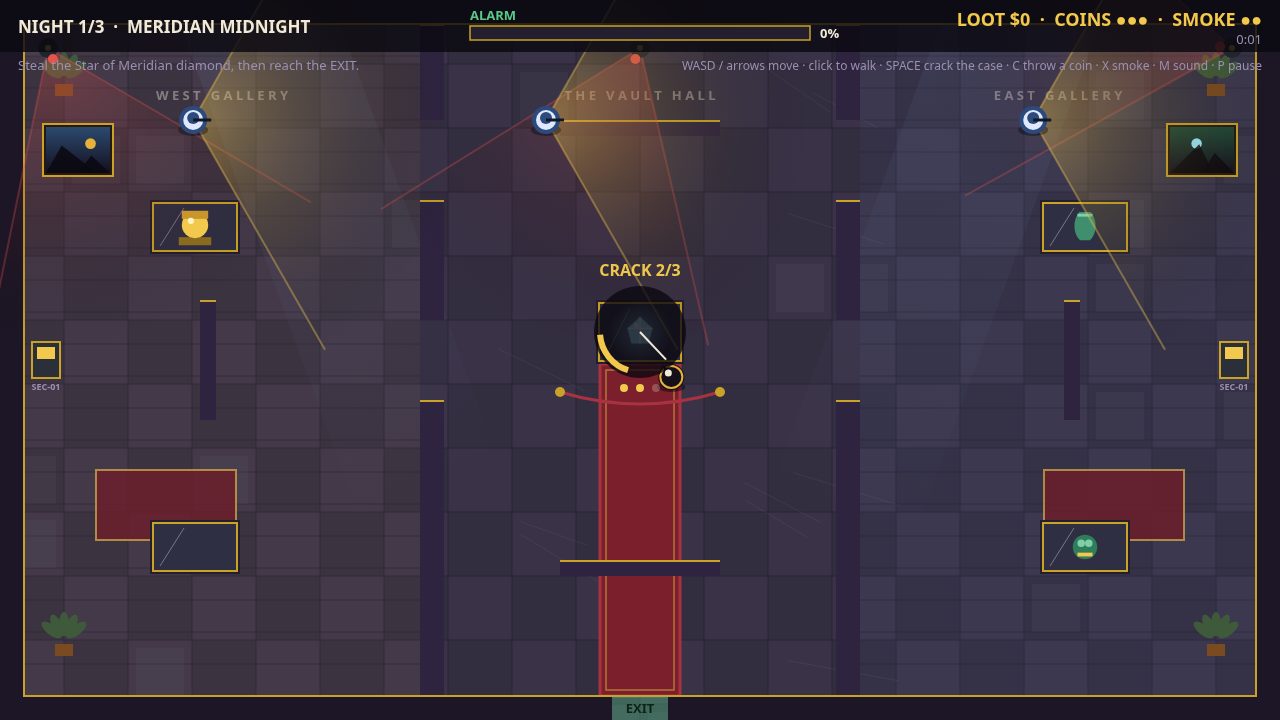 NIGHT 1/3 · MERIDIAN MIDNIGHT
ALARM
0%
LOOT $0 · COINS ●●● · SMOKE ●●
0:01
Steal the Star of Meridian diamond, then reach the EXIT.
WASD / arrows move · click to walk · SPACE crack the case · C throw a coin · X smoke · M sound · P pause
WEST GALLERY
THE VAULT HALL
EAST GALLERY
CRACK 2/3
SEC-01
SEC-01
EXIT